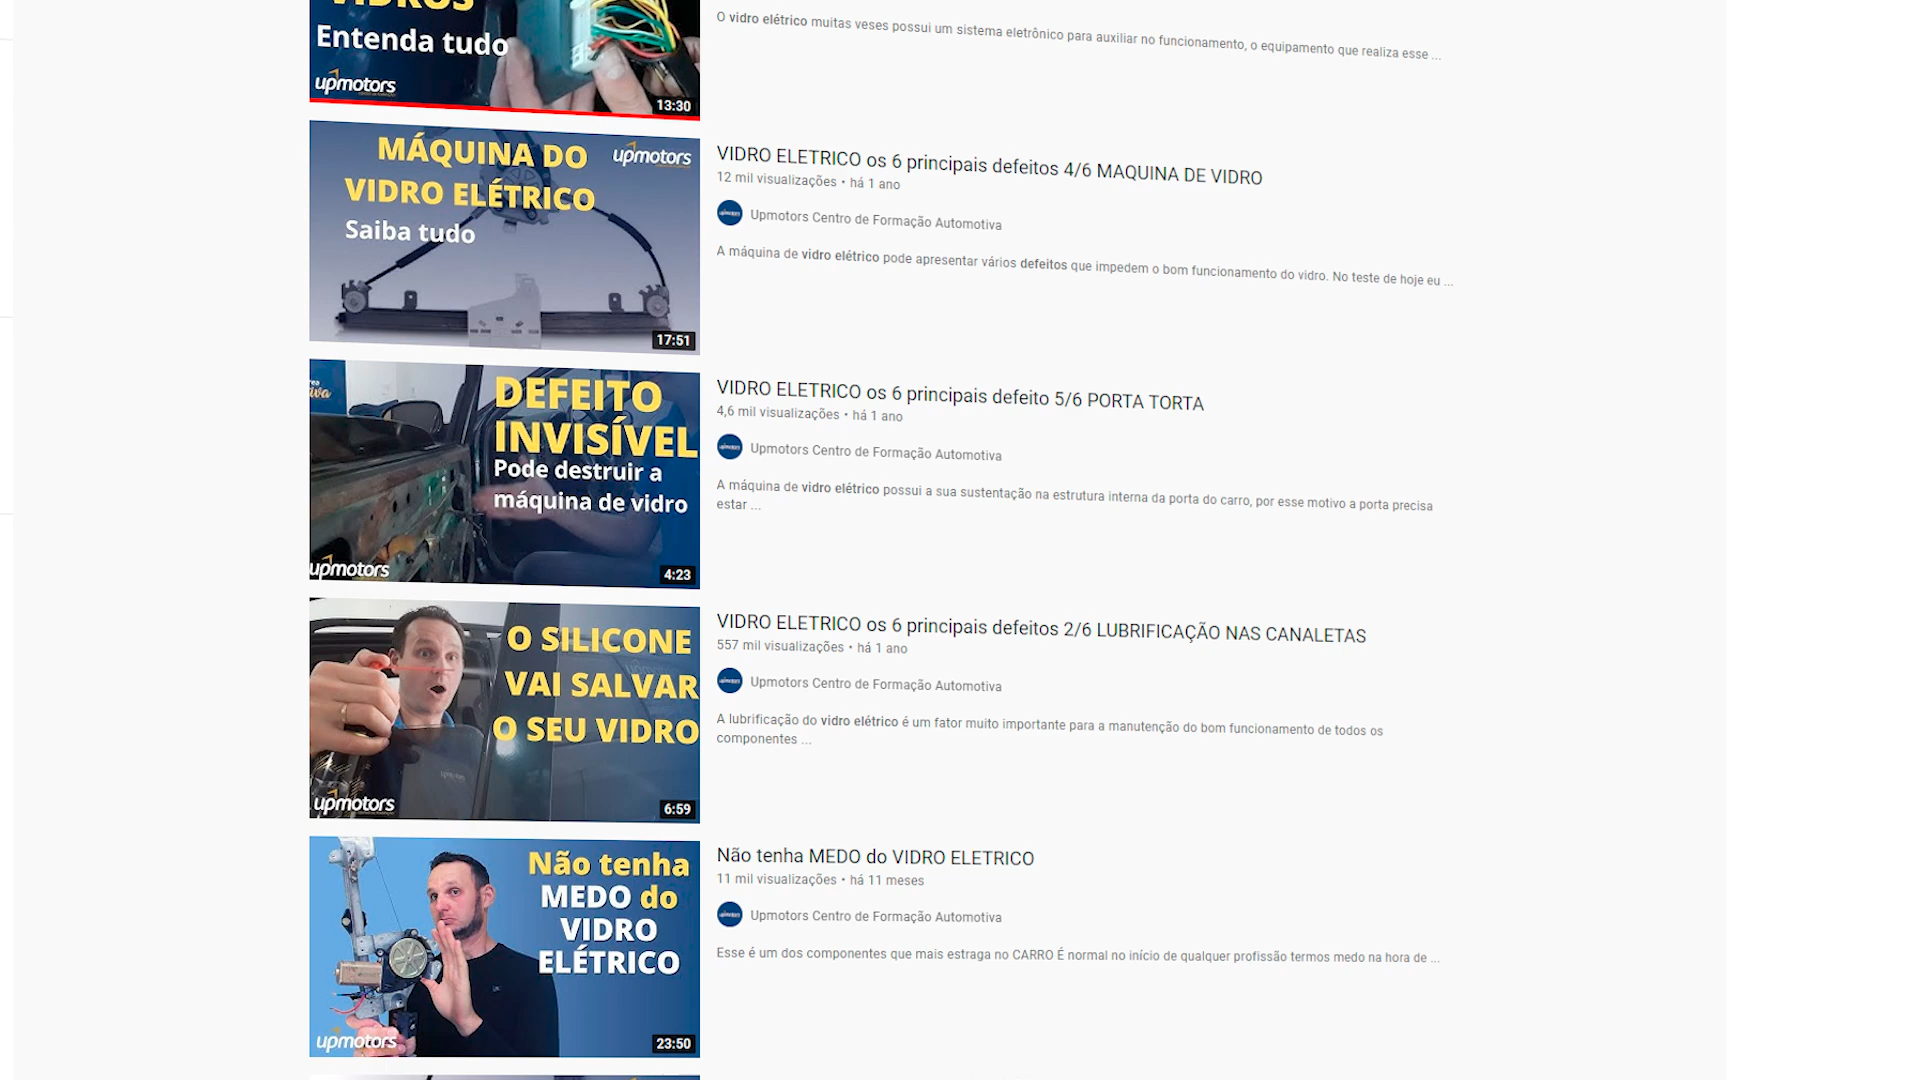 VIDROS
Entenda tudo
upmotors
13:30
O vidro elétrico muitas veses possui um sistema eletrônico para auxiliar no funcionamento, o equipamento que realiza esse ...
MÁQUINA DO
VIDRO ELÉTRICO
Saiba tudo
upmotors
17:51
VIDRO ELETRICO os 6 principais defeitos 4/6 MAQUINA DE VIDRO
12 mil visualizações • há 1 ano
Upmotors Centro de Formação Automotiva
A máquina de vidro elétrico pode apresentar vários defeitos que impedem o bom funcionamento do vidro. No teste de hoje eu ...
DEFEITO
INVISÍVEL
Pode destruir a
máquina de vidro
upmotors
4:23
VIDRO ELETRICO os 6 principais defeito 5/6 PORTA TORTA
4,6 mil visualizações • há 1 ano
Upmotors Centro de Formação Automotiva
A máquina de vidro elétrico possui a sua sustentação na estrutura interna da porta do carro, por esse motivo a porta precisa
estar ...
O SILICONE
VAI SALVAR
O SEU VIDRO
upmotors
6:59
VIDRO ELETRICO os 6 principais defeitos 2/6 LUBRIFICAÇÃO NAS CANALETAS
557 mil visualizações • há 1 ano
Upmotors Centro de Formação Automotiva
A lubrificação do vidro elétrico é um fator muito importante para a manutenção do bom funcionamento de todos os
componentes ...
Não tenha
MEDO do
VIDRO
ELÉTRICO
upmotors
23:50
Não tenha MEDO do VIDRO ELETRICO
11 mil visualizações • há 11 meses
Upmotors Centro de Formação Automotiva
Esse é um dos componentes que mais estraga no CARRO É normal no início de qualquer profissão termos medo na hora de ...